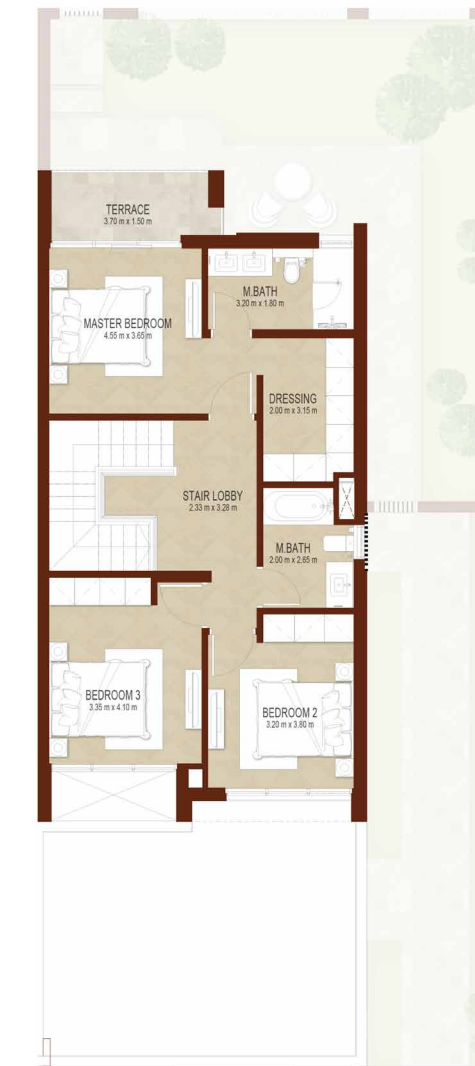 TERRACE
3.70 m x 1.50 m
M.BATH
3.20 m x 1.80 m
MASTER BEDROOM
4.55 m x 3.65 m
DRESSING
2.00 m x 3.15 m
STAIR LOBBY
2.33 m x 3.28 m
M.BATH
2.00 m x 2.65 m
BEDROOM 3
3.35 m x 4.10 m
BEDROOM 2
3.20 m x 3.80 m